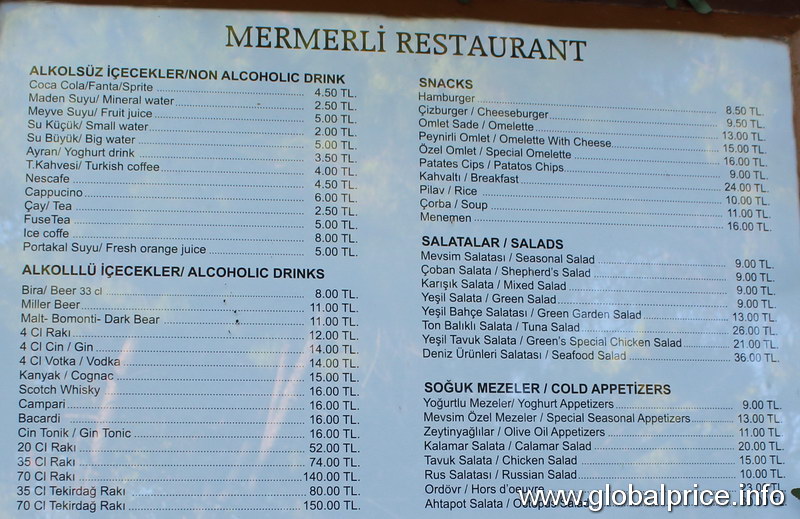 MERMERLİ RESTAURANT
ALKOLSÜZ İÇECEKLER/NON ALCOHOLIC DRINK
Coca Cola/Fanta/Sprite 4.50 TL.
Maden Suyu/ Mineral water 2.50 TL.
Meyve Suyu/ Fruit juice 5.00 TL.
Su Küçük/ Small water 2.00 TL.
Su Büyük/ Big water 5.00 TL.
Ayran/ Yoghurt drink 3.50 TL.
T.Kahvesi/ Turkish coffee 4.00 TL.
Nescafe 4.50 TL.
Cappucino 6.00 TL.
Çay/ Tea 2.50 TL.
FuseTea 5.00 TL.
Ice coffe 8.00 TL.
Portakal Suyu/ Fresh orange juice 5.00 TL.
ALKOLLLÜ İÇECEKLER/ ALCOHOLIC DRINKS
Bira/ Beer 33 cl 8.00 TL.
Miller Beer 11.00 TL.
Malt- Bomonti- Dark Bear 11.00 TL.
4 Cl Rakı 12.00 TL.
4 Cl Cin / Gin 14.00 TL.
4 Cl Votka / Vodka 14.00 TL.
Kanyak / Cognac 15.00 TL.
Scotch Whisky 16.00 TL.
Campari 16.00 TL.
Bacardi 16.00 TL.
Cin Tonik / Gin Tonic 16.00 TL.
20 Cl Rakı 52.00 TL.
35 Cl Rakı 74.00 TL.
70 Cl Rakı 140.00 TL.
35 Cl Tekirdağ Rakı 80.00 TL.
70 Cl Tekirdağ Rakı 150.00 TL.
SNACKS
Hamburger 8.50 TL.
Çizburger / Cheeseburger 9.50 TL.
Omlet Sade / Omelette 13.00 TL.
Peynirli Omlet / Omelette With Cheese 15.00 TL.
Özel Omlet / Special Omelette 16.00 TL.
Patates Cips / Patatos Chips 9.00 TL.
Kahvaltı / Breakfast 24.00 TL.
Pilav / Rice 10.00 TL.
Çorba / Soup 11.00 TL.
Menemen 16.00 TL.
SALATALAR / SALADS
Mevsim Salatası / Seasonal Salad 9.00 TL.
Çoban Salata / Shepherd's Salad 9.00 TL.
Karışık Salata / Mixed Salad 9.00 TL.
Yeşil Salata / Green Salad 9.00 TL.
Yeşil Bahçe Salatası / Green Garden Salad 13.00 TL.
Ton Balıklı Salata / Tuna Salad 26.00 TL.
Yeşil Tavuk Salata / Green's Special Chicken Salad 21.00 TL.
Deniz Ürünleri Salatası / Seafood Salad 36.00 TL.
SOĞUK MEZELER / COLD APPETİZERS
Yoğurtlu Mezeler/ Yoghurt Appetizers 9.00 TL.
Mevsim Özel Mezeler / Special Seasonal Appetizers 13.00 TL.
Zeytinyağlılar / Olive Oil Appetizers 11.00 TL.
Kalamar Salata / Calamar Salad 20.00 TL.
Tavuk Salata / Chicken Salad 15.00 TL.
Rus Salatası / Russian Salad 10.00 TL.
Ordövr / Hors d'oeuvre TL.
Ahtapot Salata / Octopus
www.globalprice.info